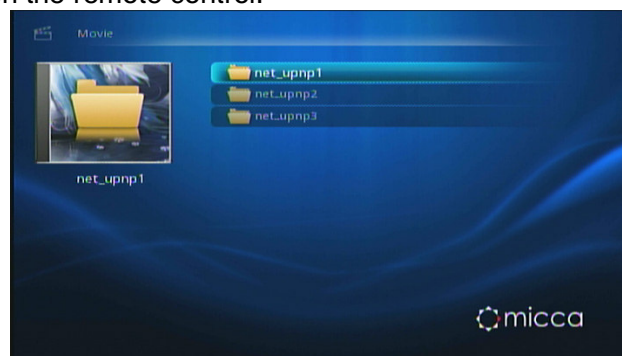 n the remote control.
Movie
net_upnp1
net_upnp2
net_upnp3
net_upnp1
micca